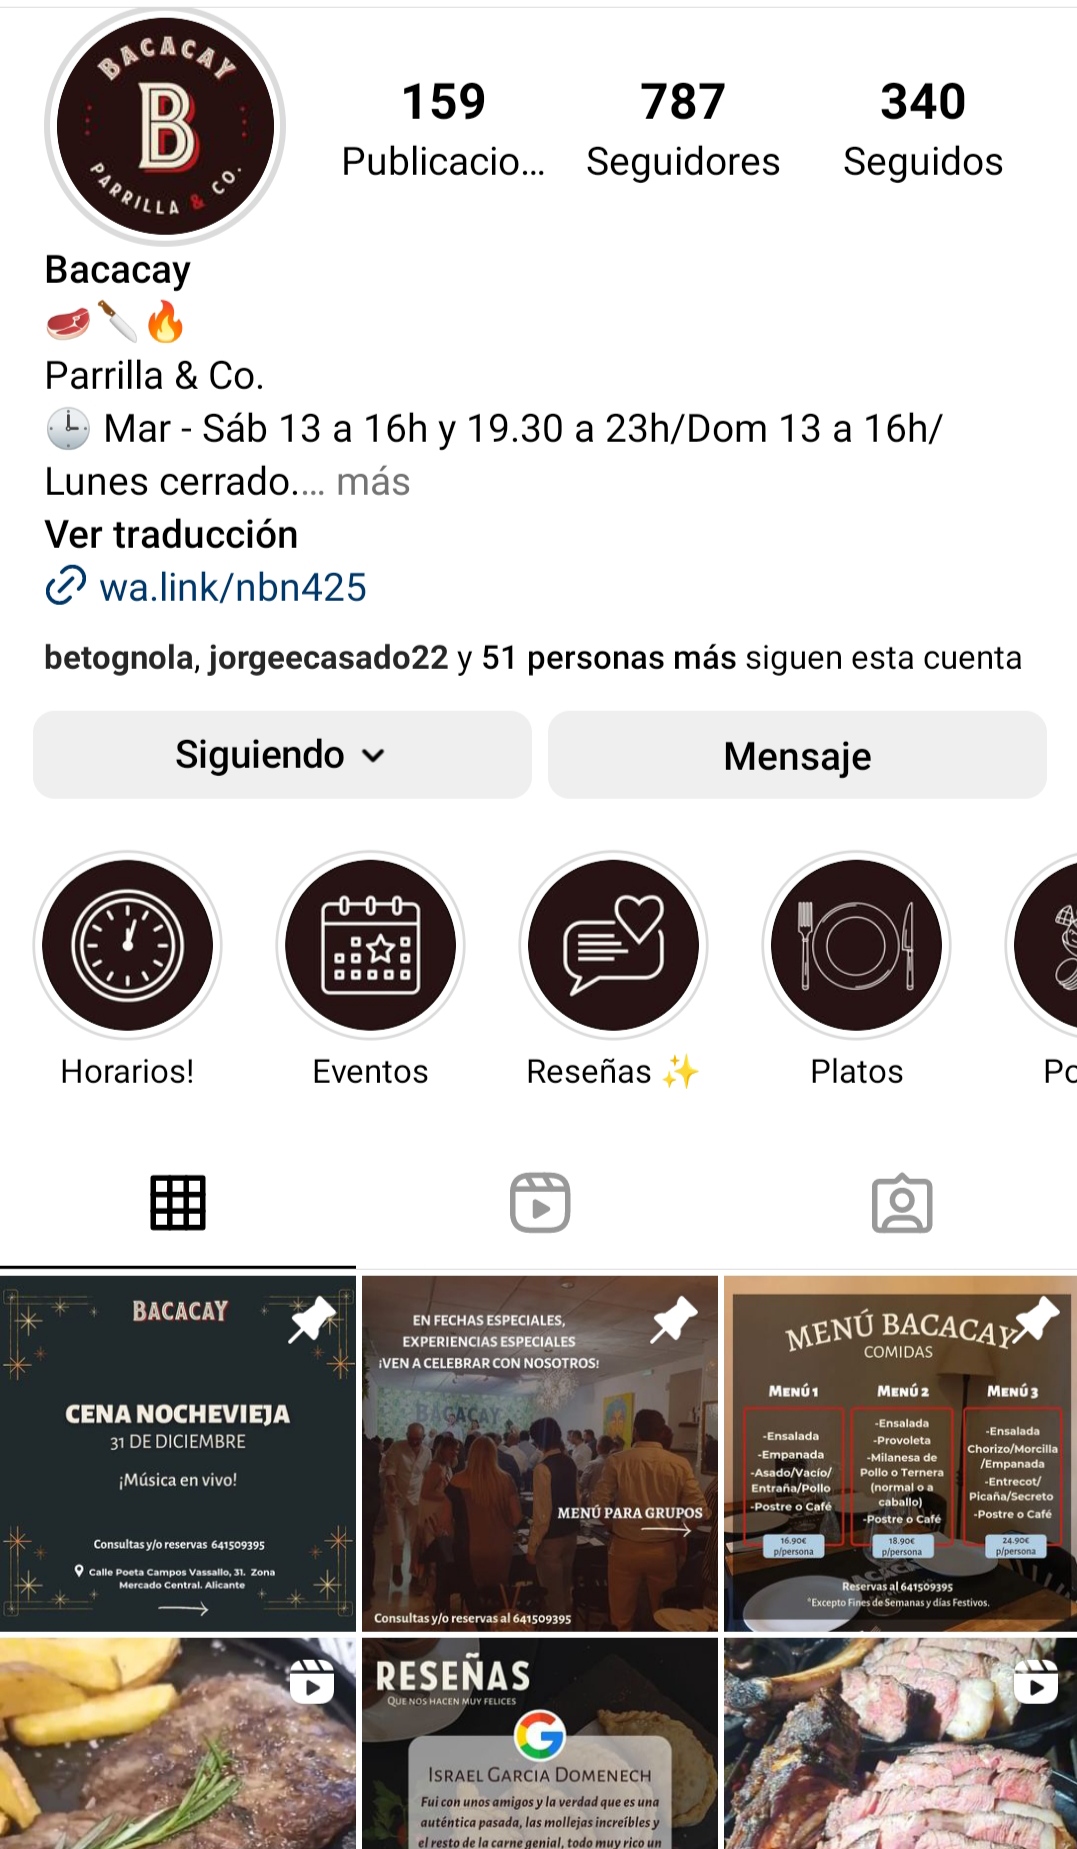 BACACAY
B
PARRILLA & CO.
159
Publicacio...
787
Seguidores
340
Seguidos
Bacacay
🥩🔪🔥
Parrilla & Co.
🕒 Mar - Sáb 13 a 16h y 19.30 a 23h/Dom 13 a 16h/
Lunes cerrado.... más
Ver traducción
wa.link/nbn425
betognola, jorgeecasado22 y 51 personas más siguen esta cuenta
Siguiendo
Mensaje
Horarios!
Eventos
Reseñas ✨
Platos
Po
BACACAY
CENA NOCHEVIEJA
31 DE DICIEMBRE
¡Música en vivo!
Consultas y/o reservas 641509395
Calle Poeta Campos Vassallo, 31. Zona
Mercado Central. Alicante
EN FECHAS ESPECIALES,
EXPERIENCIAS ESPECIALES
¡VEN A CELEBRAR CON NOSOTROS!
BACACAY
MENÚ PARA GRUPOS
Consultas y/o reservas al 641509395
MENÚ BACACAY
COMIDAS
MENÚ 1
-Ensalada
-Empanada
-Asado/Vacío/
Entraña/Pollo
-Postre o Café
16.90€
p/persona
MENÚ 2
-Ensalada
-Provoleta
-Milanesa de
Pollo o Ternera
(normal o a
caballo)
-Postre o Café
18.90€
p/persona
MENÚ 3
-Ensalada
Chorizo/Morcilla
/Empanada
-Entrecot/
Picaña/Secreto
-Postre o Café
24.90€
p/persona
Reservas al 641509395
*Excepto Fines de Semanas y días Festivos.
RESEÑAS
QUE NOS HACEN MUY FELICES
G
ISRAEL GARCIA DOMENECH
Fui con unos amigos y la verdad que es una
auténtica pasada, las mollejas increíbles y
el resto de la carne genial, todo muy rico un